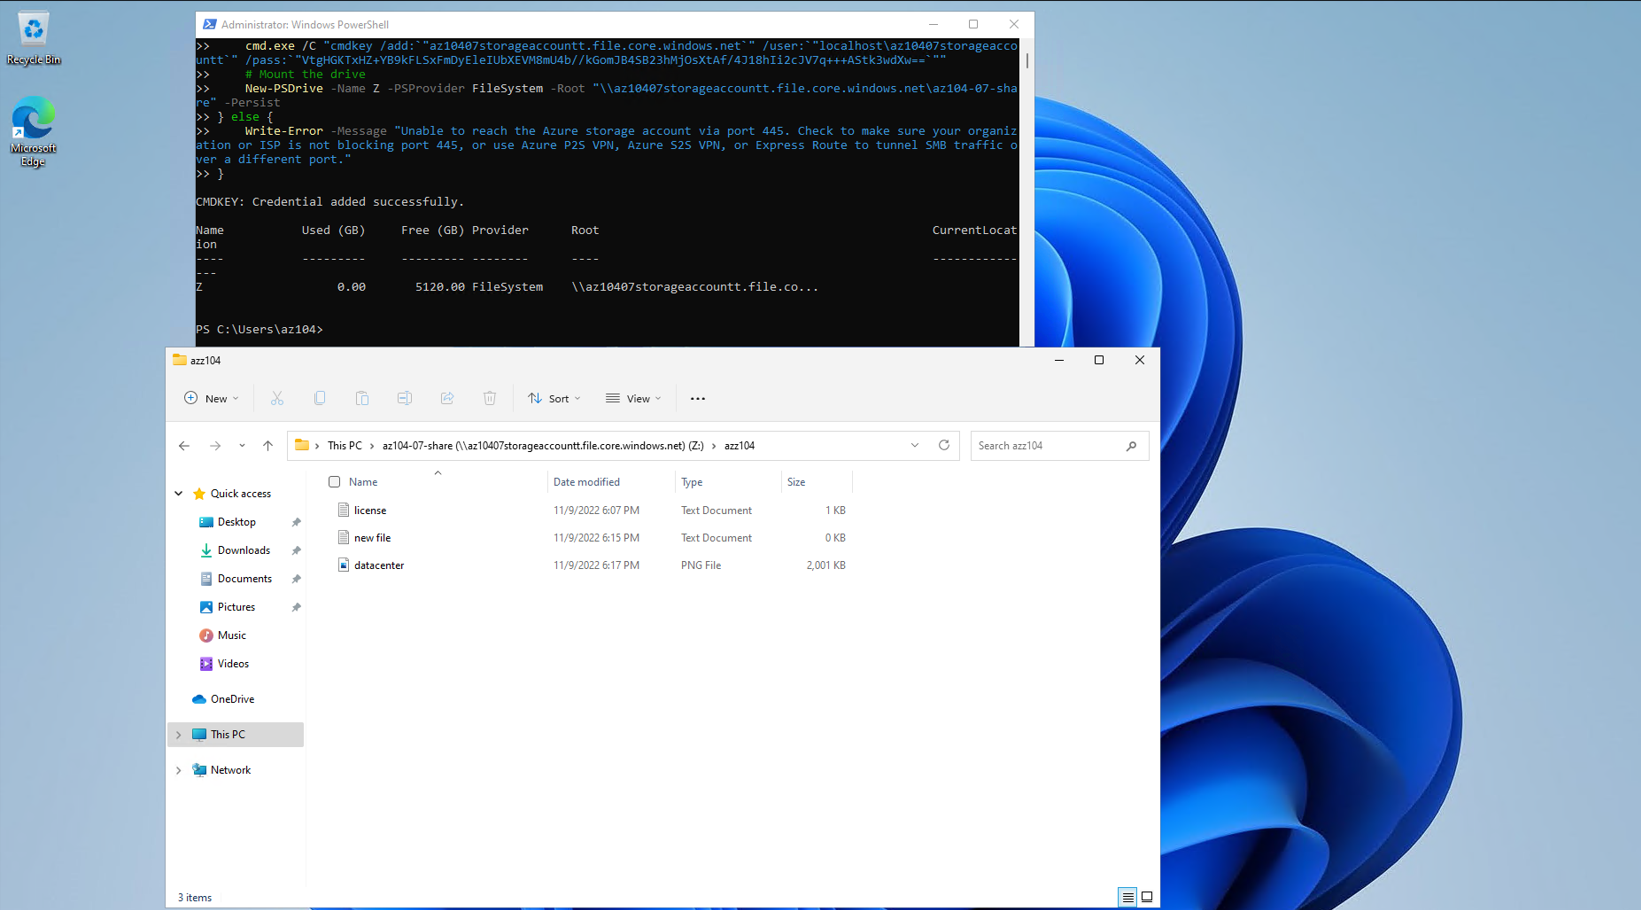 Recycle Bin
Microsoft
Edge
Administrator: Windows PowerShell
>>     cmd.exe /C "cmdkey /add:`"az10407storageaccountt.file.core.windows.net`" /user:`"localhost\az10407storageacco
untt`" /pass:`"VtgHGKTxHZ+YB9kFLSxFmDyEleIUbXEVM8mU4b//kGomJB4SB23hMjOsXtAf/4J18hIi2cJV7q+++AStk3wdXw==`""
>>     # Mount the drive
>>     New-PSDrive -Name Z -PSProvider FileSystem -Root "\\az10407storageaccountt.file.core.windows.net\az104-07-sha
re" -Persist
>> } else {
>>     Write-Error -Message "Unable to reach the Azure storage account via port 445. Check to make sure your organiz
ation or ISP is not blocking port 445, or use Azure P2S VPN, Azure S2S VPN, or Express Route to tunnel SMB traffic o
ver a different port."
>> }
CMDKEY: Credential added successfully.
Name           Used (GB)     Free (GB) Provider      Root                                               CurrentLocat
ion
----           ---------     --------- --------      ----                                               ------------
---
Z                   0.00       5120.00 FileSystem    \\az10407storageaccountt.file.co...
PS C:\Users\az104>
azz104
New Sort View
This PC > az104-07-share (\\az10407storageaccountt.file.core.windows.net) (Z:) > azz104
Search azz104
Name Date modified Type Size
license 11/9/2022 6:07 PM Text Document 1 KB
new file 11/9/2022 6:15 PM Text Document 0 KB
datacenter 11/9/2022 6:17 PM PNG File 2,001 KB
Quick access
Desktop
Downloads
Documents
Pictures
Music
Videos
OneDrive
This PC
Network
3 items